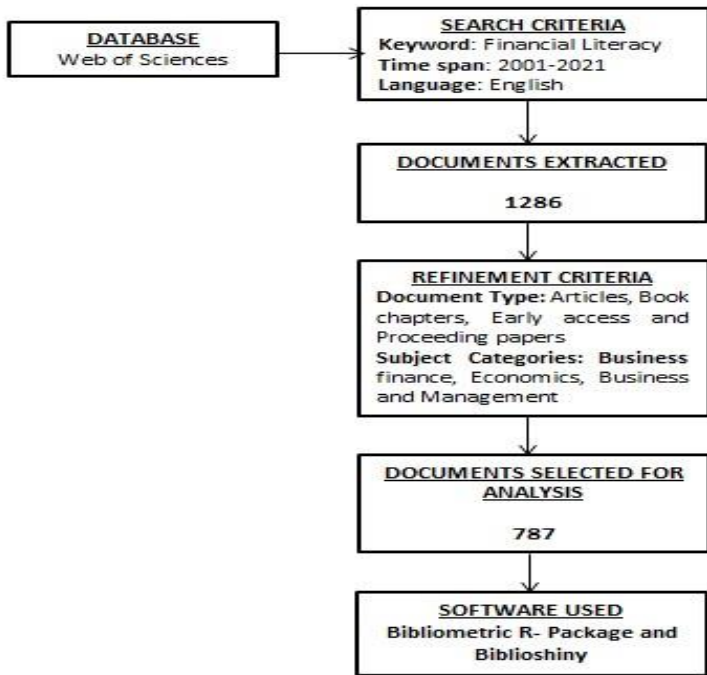 DATABASE
Web of Sciences
SEARCH CRITERIA
Keyword: Financial Literacy
Time span: 2001-2021
Language: English
DOCUMENTS EXTRACTED
1286
REFINEMENT CRITERIA
Document Type: Articles, Book
chapters, Early access and
Proceeding papers
Subject Categories: Business
finance, Economics, Business
and Management
DOCUMENTS SELECTED FOR
ANALYSIS
787
SOFTWARE USED
Bibliometric R- Package and
Biblioshiny